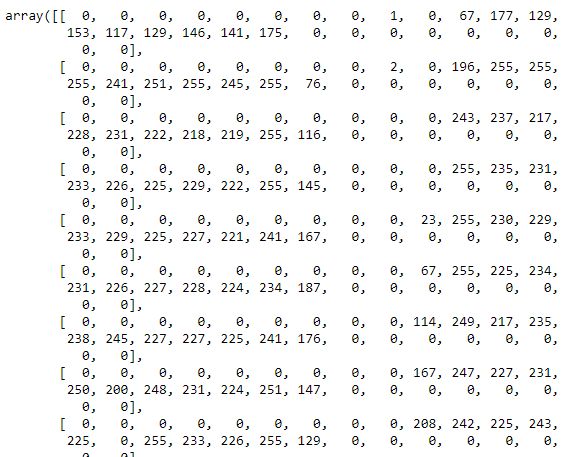 array([[  0,   0,   0,   0,   0,   0,   0,   0,   1,   0,  67, 177, 129,
        153, 117, 129, 146, 141, 175,   0,   0,   0,   0,   0,   0,   0,
          0,   0],
       [  0,   0,   0,   0,   0,   0,   0,   0,   2,   0, 196, 255, 255,
        255, 241, 251, 255, 245, 255,  76,   0,   0,   0,   0,   0,   0,
          0,   0],
       [  0,   0,   0,   0,   0,   0,   0,   0,   0,   0, 243, 237, 217,
        228, 231, 222, 218, 219, 255, 116,   0,   0,   0,   0,   0,   0,
          0,   0],
       [  0,   0,   0,   0,   0,   0,   0,   0,   0,   0, 255, 235, 231,
        233, 226, 225, 229, 222, 255, 145,   0,   0,   0,   0,   0,   0,
          0,   0],
       [  0,   0,   0,   0,   0,   0,   0,   0,   0,  23, 255, 230, 229,
        233, 229, 225, 227, 221, 241, 167,   0,   0,   0,   0,   0,   0,
          0,   0],
       [  0,   0,   0,   0,   0,   0,   0,   0,   0,  67, 255, 225, 234,
        231, 226, 227, 228, 224, 234, 187,   0,   0,   0,   0,   0,   0,
          0,   0],
       [  0,   0,   0,   0,   0,   0,   0,   0,   0, 114, 249, 217, 235,
        238, 245, 227, 227, 225, 241, 176,   0,   0,   0,   0,   0,   0,
          0,   0],
       [  0,   0,   0,   0,   0,   0,   0,   0,   0, 167, 247, 227, 231,
        250, 200, 248, 231, 224, 251, 147,   0,   0,   0,   0,   0,   0,
          0,   0],
       [  0,   0,   0,   0,   0,   0,   0,   0,   0, 208, 242, 225, 243,
        225,   0, 255, 233, 226, 255, 129,   0,   0,   0,   0,   0,   0,
          0,   0]